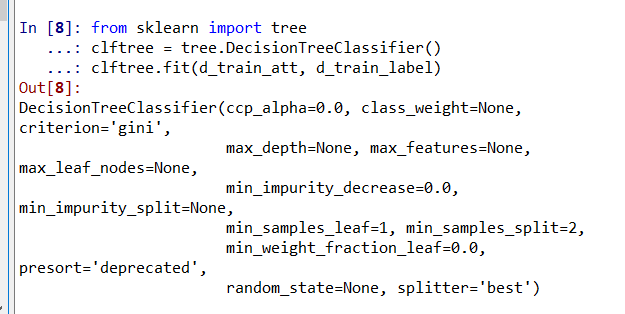 In [8]: from sklearn import tree
   ...: clftree = tree.DecisionTreeClassifier()
   ...: clftree.fit(d_train_att, d_train_label)
Out[8]:
DecisionTreeClassifier(ccp_alpha=0.0, class_weight=None,
criterion='gini',
                       max_depth=None, max_features=None,
max_leaf_nodes=None,
                       min_impurity_decrease=0.0,
min_impurity_split=None,
                       min_samples_leaf=1, min_samples_split=2,
                       min_weight_fraction_leaf=0.0,
presort='deprecated',
                       random_state=None, splitter='best')